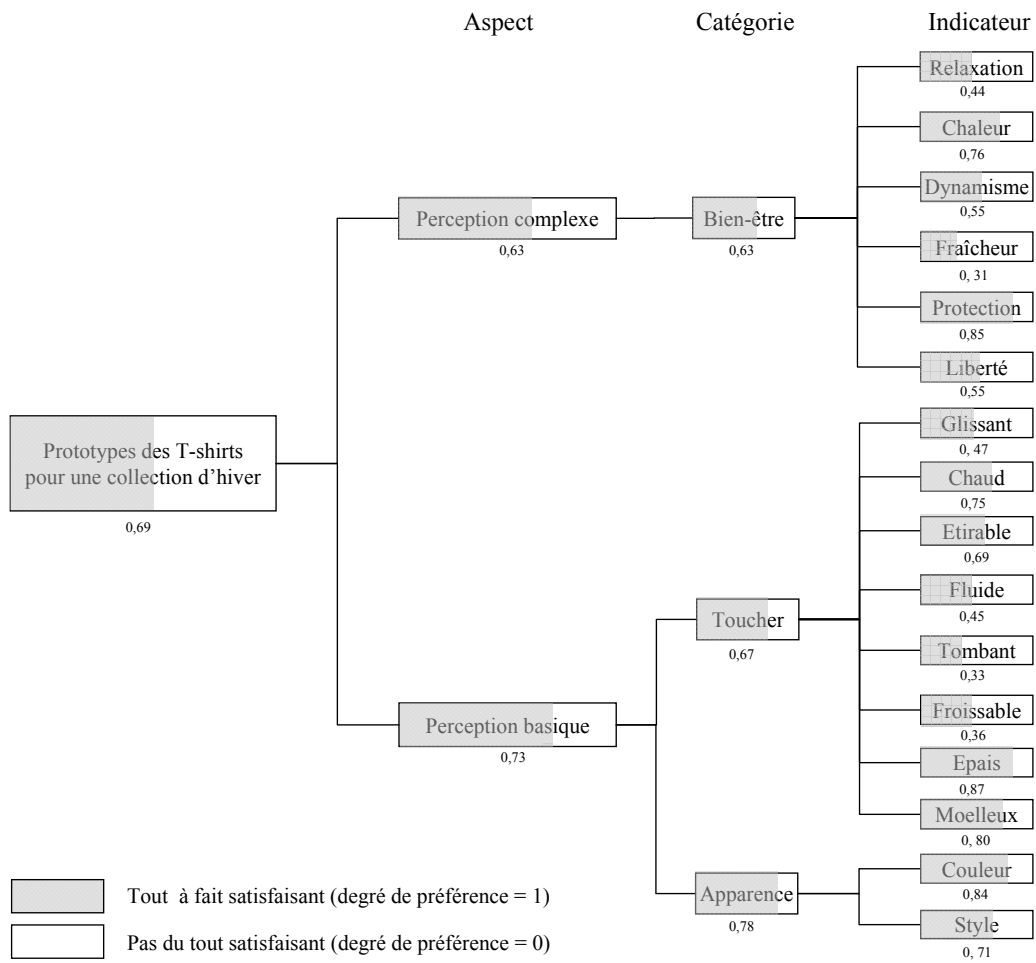 Aspect
Catégorie
Indicateur
Relaxation
0,44
Chaleur
0,76
Dynamisme
0,55
Perception complexe
0,63
Bien-être
0,63
Fraîcheur
0, 31
Protection
0,85
Liberté
0,55
Prototypes des T-shirts
pour une collection d’hiver
0,69
Glissant
0, 47
Chaud
0,75
Etirable
0,69
Fluide
0,45
Toucher
0,67
Tombant
0,33
Froissable
0,36
Perception basique
0,73
Epais
0,87
Moelleux
0, 80
Couleur
0,84
Apparence
0,78
Style
0, 71
Tout à fait satisfaisant (degré de préférence = 1)
Pas du tout satisfaisant (degré de préférence = 0)